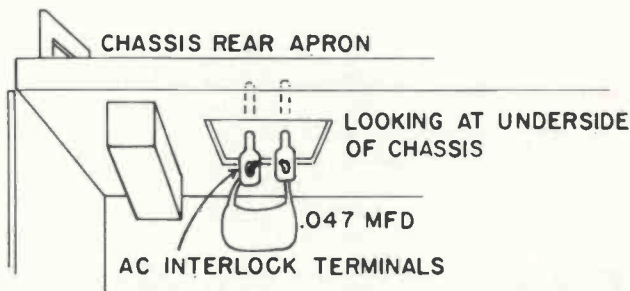 CHASSIS REAR APRON
LOOKING AT UNDERSIDE
OF CHASSIS
.047 MFD
AC INTERLOCK TERMINALS